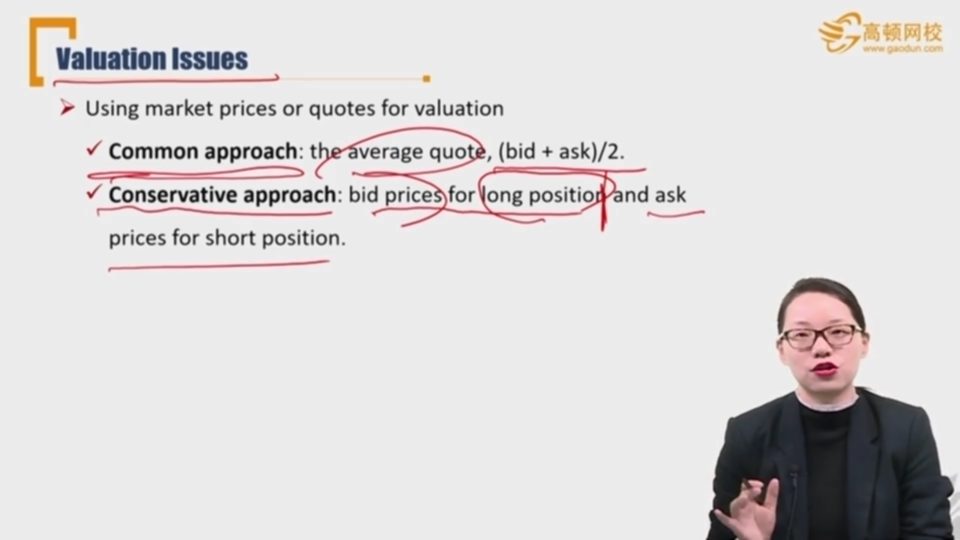 Valuation Issues
高顿网校
www.gaodun.com
Using market prices or quotes for valuation
Common approach: the average quote, (bid + ask)/2.
Conservative approach: bid prices for long position and ask
prices for short position.